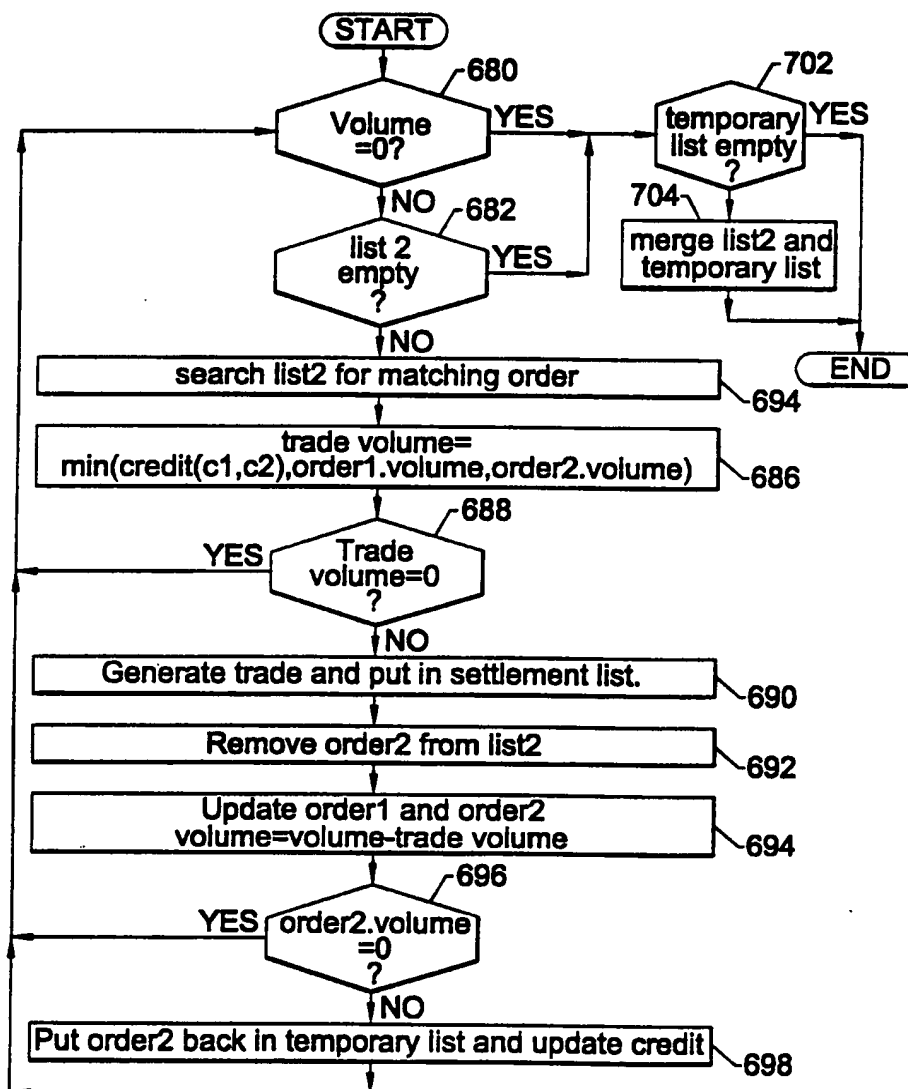 START
680
Volume
=0?
YES
702
temporary
list empty
?
YES
NO
682
list 2
empty
?
YES
704
merge list2 and
temporary list
END
NO
search list2 for matching order
694
trade volume=
min(credit(c1,c2),order1.volume,order2.volume)
686
688
YES
Trade
volume=0
?
NO
Generate trade and put in settlement list.
690
Remove order2 from list2
692
Update order1 and order2
volume=volume-trade volume
694
696
YES
order2.volume
=0
?
NO
Put order2 back in temporary list and update credit
698